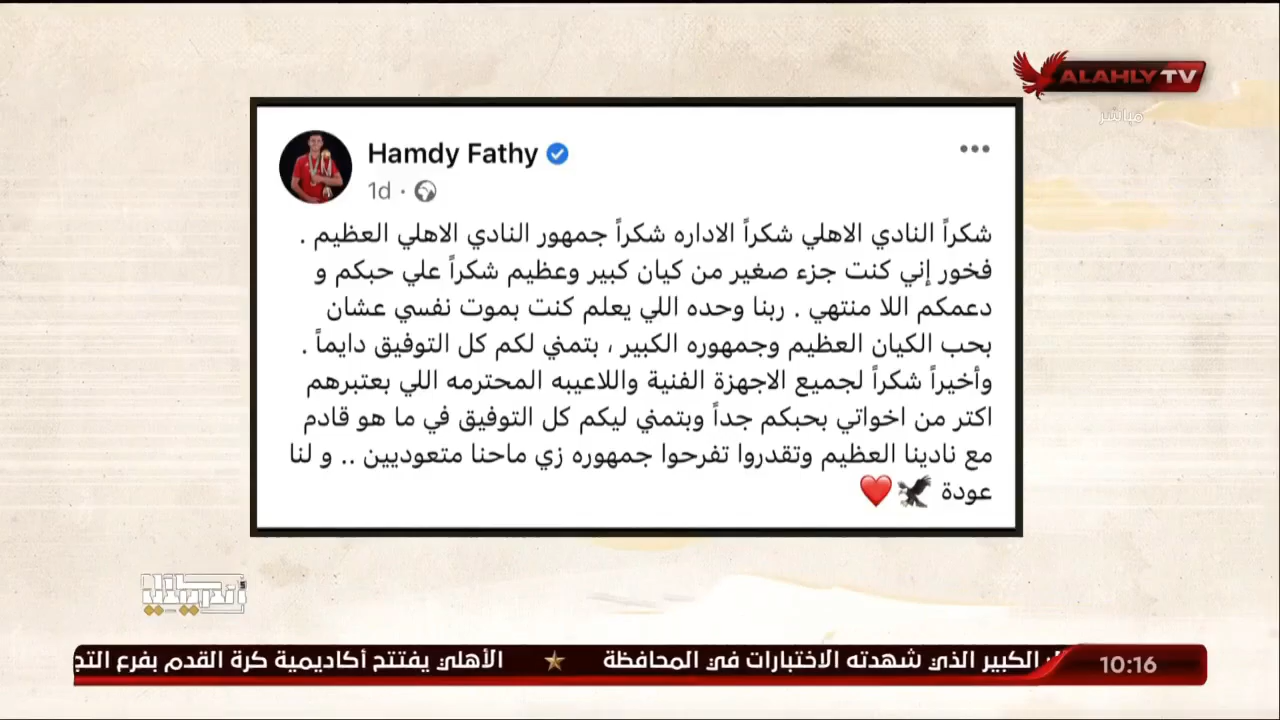 ALAHLY TV
مباشر
Hamdy Fathy
1d ·
شكراً النادي الاهلي شكراً الاداره شكراً جمهور النادي الاهلي العظيم .
فخور إني كنت جزء صغير من كيان كبير وعظيم شكراً علي حبكم و
دعمكم اللا منتهي . ربنا وحده اللي يعلم كنت بموت نفسي عشان
بحب الكيان العظيم وجمهوره الكبير ، بتمني لكم كل التوفيق دايماً .
وأخيراً شكراً لجميع الاجهزة الفنية واللاعيبه المحترمه اللي بعتبرهم
اكتر من اخواتي بحبكم جداً وبتمني ليكم كل التوفيق في ما هو قادم
مع نادينا العظيم وتقدروا تفرحوا جمهوره زي ماحنا متعوديين .. و لنا
عودة 🦅❤️
10:16
الكبير الذي شهدته الاختبارات في المحافظة ★ الأهلي يفتتح أكاديمية كرة القدم بفرع